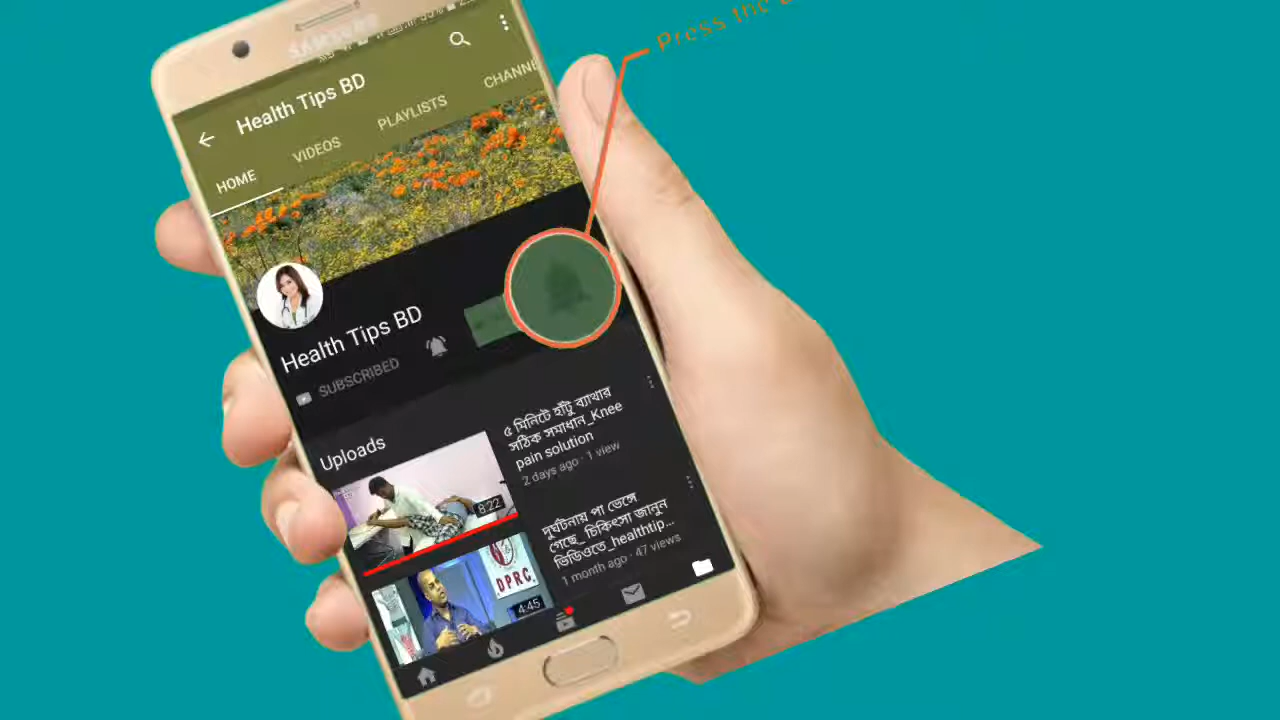 Press the
SAMSUNG
Health Tips BD
HOME
VIDEOS
PLAYLISTS
CHANNE
Health Tips BD
SUBSCRIBED
Uploads
৫ মিনিটে হাঁটু ব্যাথার
সঠিক সমাধান_Knee
pain solution
2 days ago · 1 view
8:22
দুর্ঘটনায় পা ভেঙ্গে
গেছে_ চিকিৎসা জানুন
ভিডিওতে_healthtip...
1 month ago · 47 views
DPRC
4:45